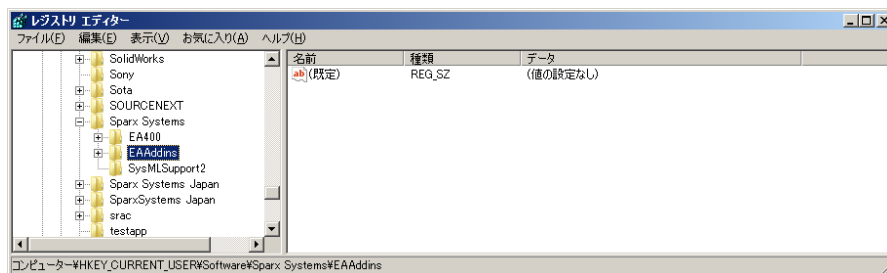 レジストリ エディター
ファイル(F) 編集(E) 表示(V) お気に入り(A) ヘルプ(H)
SolidWorks
Sony
Sota
SOURCENEXT
Sparx Systems
EA400
EAAddins
SysMLSupport2
Sparx Systems Japan
SparxSystems Japan
srac
testapp
名前 種類 データ
ab (既定) REG_SZ (値の設定なし)
コンピューター¥HKEY_CURRENT_USER¥Software¥Sparx Systems¥EAAddins